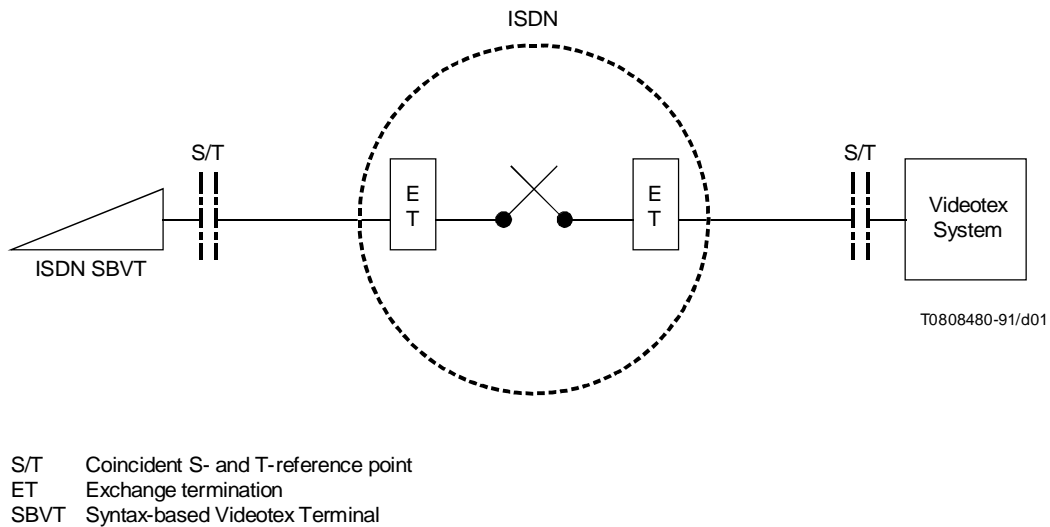 ISDN
S/T
S/T
E
T
E
T
Videotex
System
ISDN SBVT
T0808480-91/d01
S/T Coincident S- and T-reference point
ET Exchange termination
SBVT Syntax-based Videotex Terminal